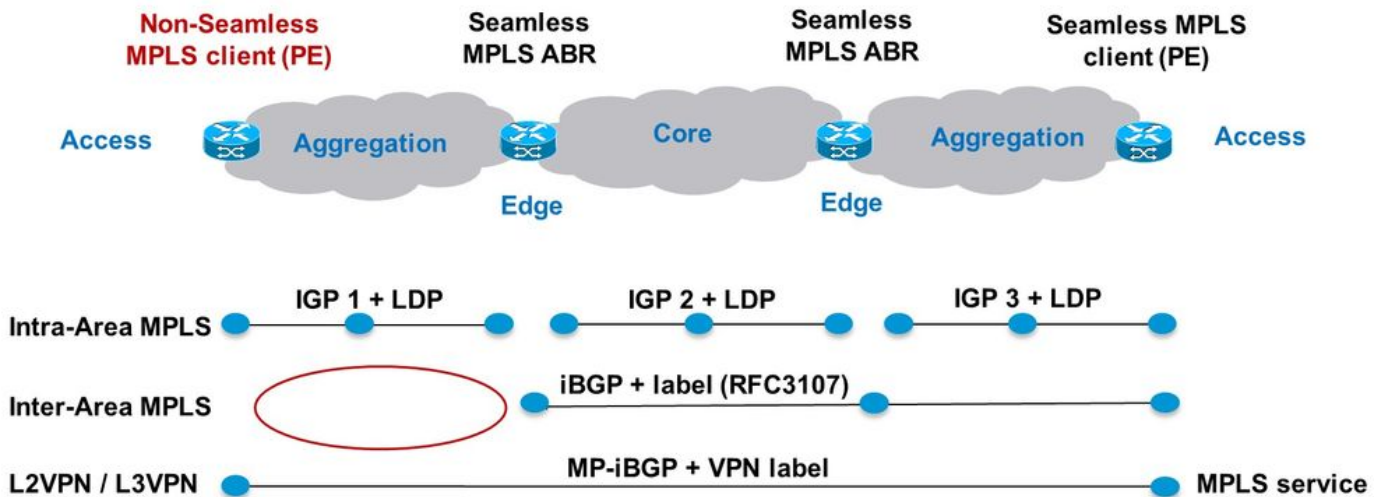 Non-Seamless
MPLS client (PE)
Seamless
MPLS ABR
Seamless
MPLS ABR
Seamless MPLS
client (PE)
Access
Aggregation
Core
Aggregation
Access
Edge
Edge
IGP 1 + LDP
IGP 2 + LDP
IGP 3 + LDP
Intra-Area MPLS
iBGP + label (RFC3107)
Inter-Area MPLS
MP-iBGP + VPN label
L2VPN / L3VPN
MPLS service